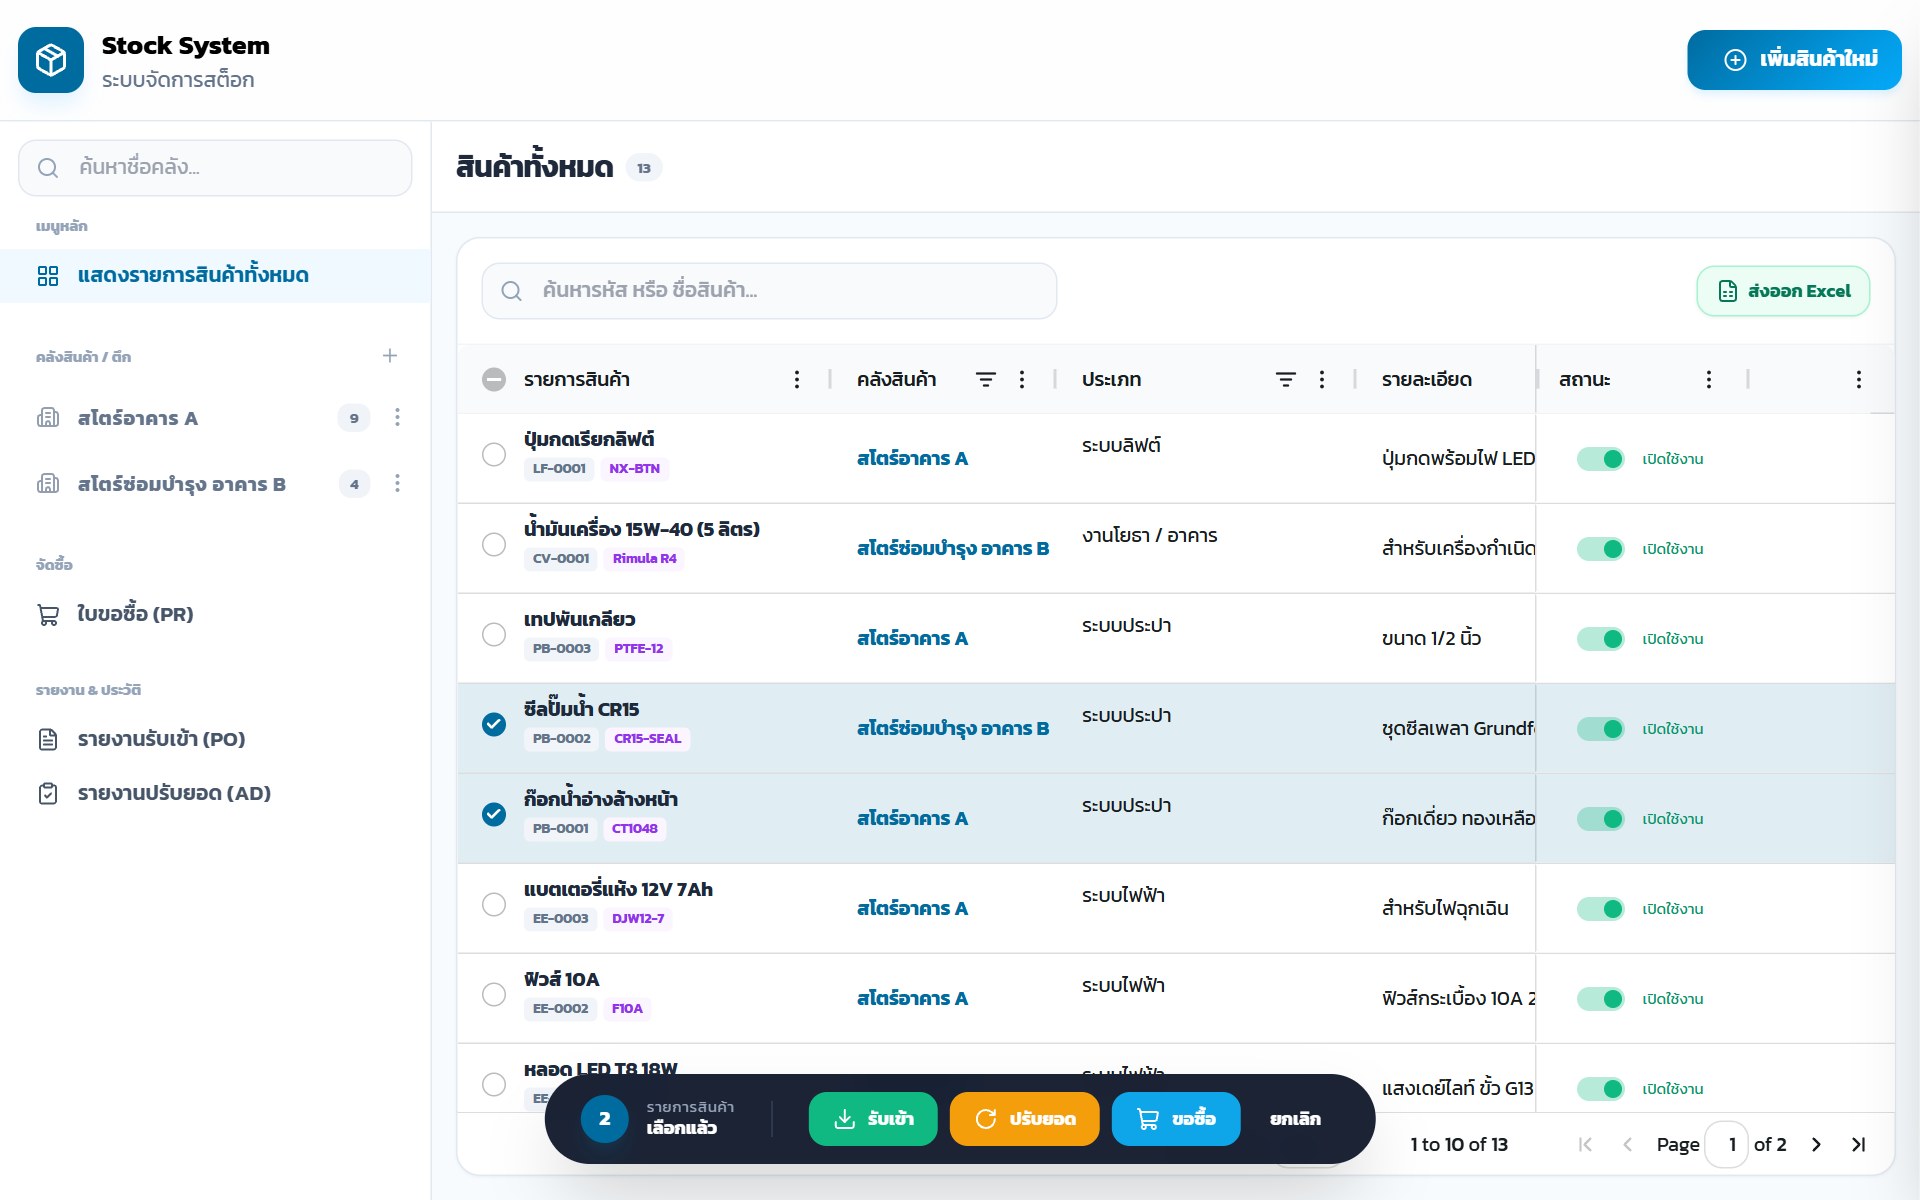 Stock System
ระบบจัดการสต็อก
เพิ่มสินค้าใหม่
ค้นหาชื่อคลัง...
เมนูหลัก
แสดงรายการสินค้าทั้งหมด
คลังสินค้า / ตึก
สโตร์อาคาร A
9
สโตร์ซ่อมบำรุง อาคาร B
4
จัดซื้อ
ใบขอซื้อ (PR)
รายงาน & ประวัติ
รายงานรับเข้า (PO)
รายงานปรับยอด (AD)
สินค้าทั้งหมด 13
ค้นหารหัส หรือ ชื่อสินค้า...
ส่งออก Excel
รายการสินค้า คลังสินค้า ประเภท รายละเอียด สถานะ
ปุ่มกดเรียกลิฟต์
LF-0001 NX-BTN
สโตร์อาคาร A
ระบบลิฟต์
ปุ่มกดพร้อมไฟ LED
เปิดใช้งาน
น้ำมันเครื่อง 15W-40 (5 ลิตร)
CV-0001 Rimula R4
สโตร์ซ่อมบำรุง อาคาร B
งานโยธา / อาคาร
สำหรับเครื่องกำเนิด
เปิดใช้งาน
เทปพันเกลียว
PB-0003 PTFE-12
สโตร์อาคาร A
ระบบประปา
ขนาด 1/2 นิ้ว
เปิดใช้งาน
ซีลปั๊มน้ำ CR15
PB-0002 CR15-SEAL
สโตร์ซ่อมบำรุง อาคาร B
ระบบประปา
ชุดซีลเพลา Grundf
เปิดใช้งาน
ก๊อกน้ำอ่างล้างหน้า
PB-0001 CT1048
สโตร์อาคาร A
ระบบประปา
ก๊อกเดี่ยว ทองเหลือ
เปิดใช้งาน
แบตเตอรี่แห้ง 12V 7Ah
EE-0003 DJW12-7
สโตร์อาคาร A
ระบบไฟฟ้า
สำหรับไฟฉุกเฉิน
เปิดใช้งาน
ฟิวส์ 10A
EE-0002 F10A
สโตร์อาคาร A
ระบบไฟฟ้า
ฟิวส์กระเบื้อง 10A 2
เปิดใช้งาน
หลอด LED T8 18W
EE
ระบบไฟฟ้า
แสงเดย์ไลท์ ขั้ว G13
เปิดใช้งาน
2
รายการสินค้า
เลือกแล้ว
รับเข้า
ปรับยอด
ขอซื้อ
ยกเลิก
1 to 10 of 13
Page 1 of 2